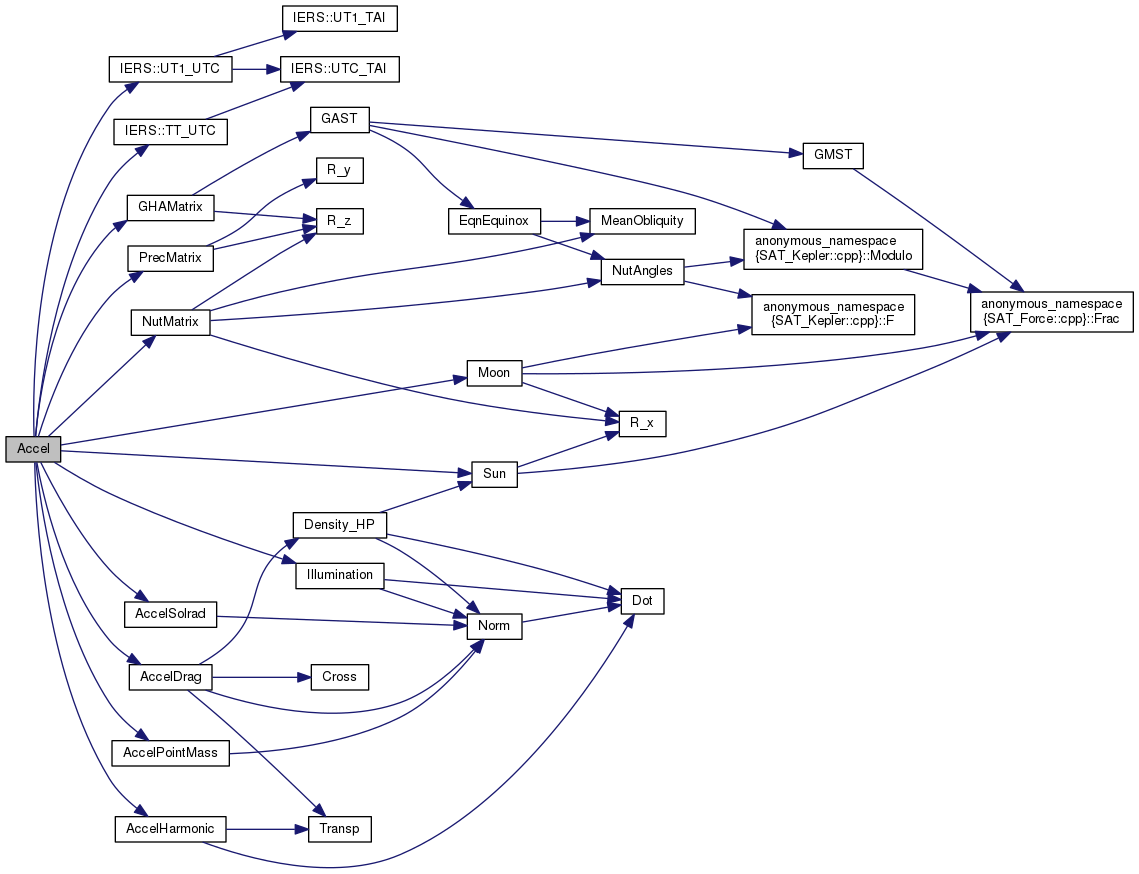 IERS::UT1_TAI
IERS::UT1_UTC
IERS::UTC_TAI
IERS::TT_UTC
GAST
GMST
R_y
GHAMatrix
R_z
EqnEquinox
MeanObliquity
PrecMatrix
anonymous_namespace
{SAT_Kepler::cpp}::Modulo
NutAngles
anonymous_namespace
{SAT_Kepler::cpp}::F
anonymous_namespace
{SAT_Force::cpp}::Frac
NutMatrix
Moon
R_x
Accel
Sun
Density_HP
Illumination
Dot
AccelSolrad
Norm
AccelDrag
Cross
AccelPointMass
AccelHarmonic
Transp